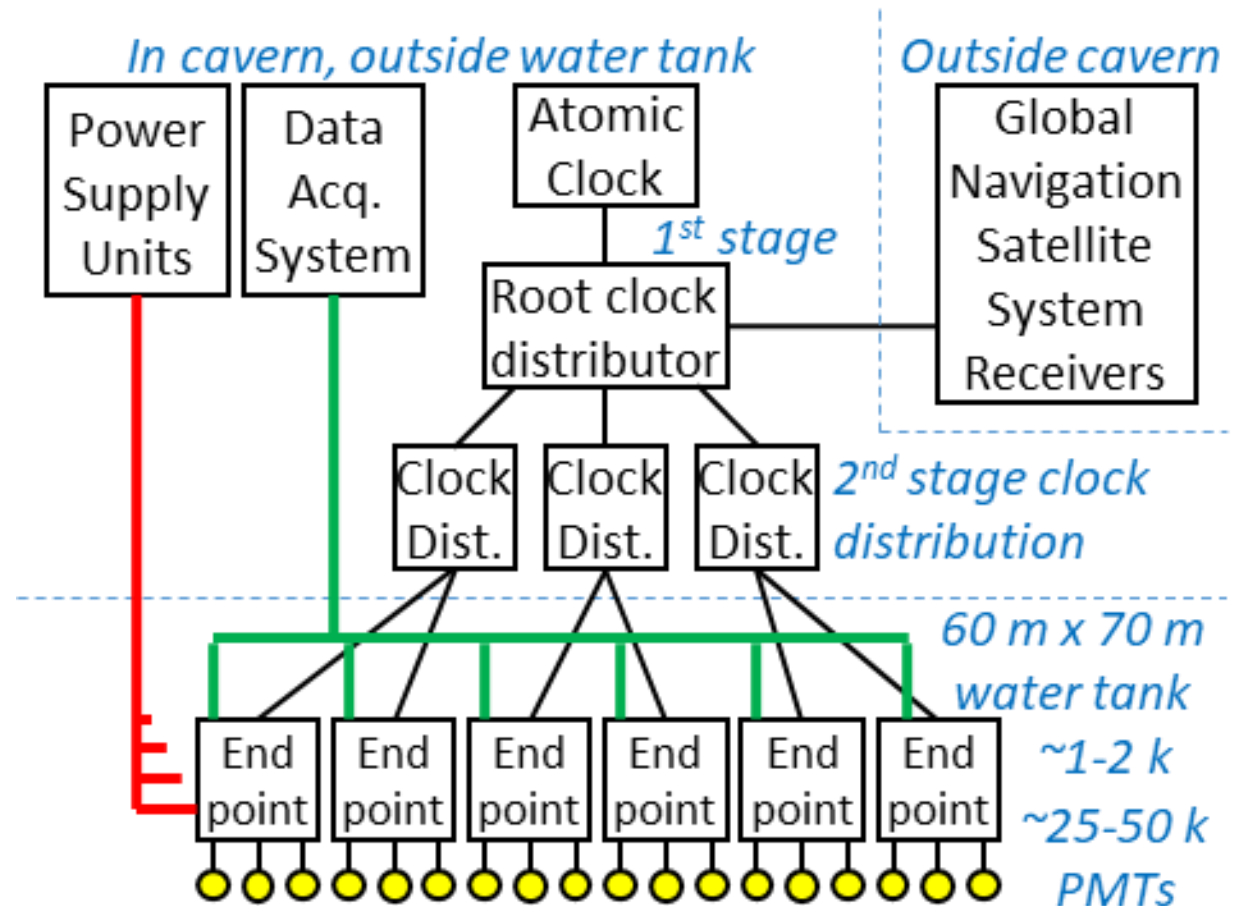 In cavern, outside water tank
Outside cavern
Power
Supply
Units
Data
Acq.
System
Atomic
Clock
Global
Navigation
Satellite
System
Receivers
1st stage
Root clock
distributor
Clock
Dist.
Clock
Dist.
Clock
Dist.
2nd stage clock
distribution
60 m x 70 m
water tank
End
point
End
point
End
point
End
point
End
point
End
point
~1-2 k
~25-50 k
PMTs